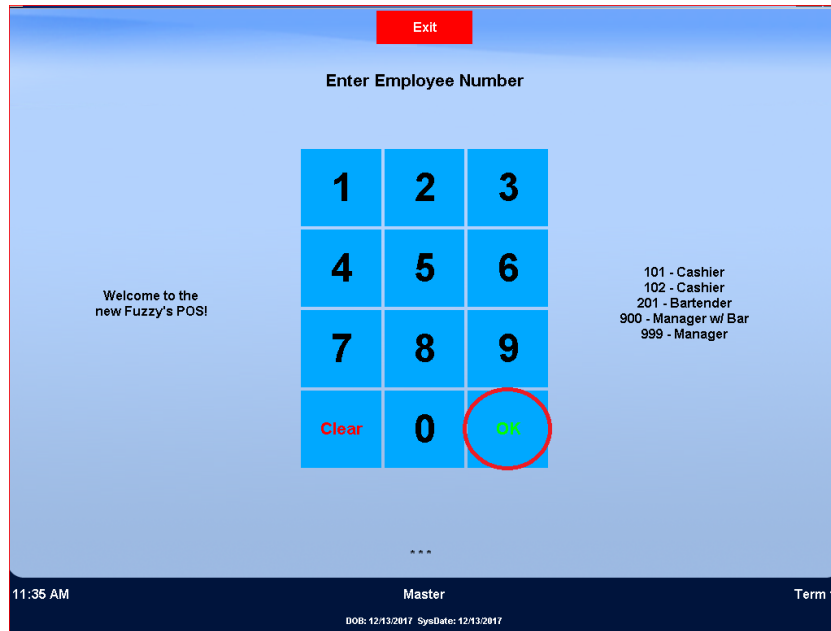 Exit
Enter Employee Number
1 2 3
4 5 6
7 8 9
Clear 0 OK
Welcome to the
new Fuzzy's POS!
101 - Cashier
102 - Cashier
201 - Bartender
900 - Manager w/ Bar
999 - Manager
***
11:35 AM Master Term
DOB: 12/13/2017 SysDate: 12/13/2017